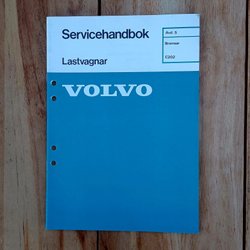 Servicehandbok
Lastvagnar
Avd. 5
Bromsar
C202
VOLVO